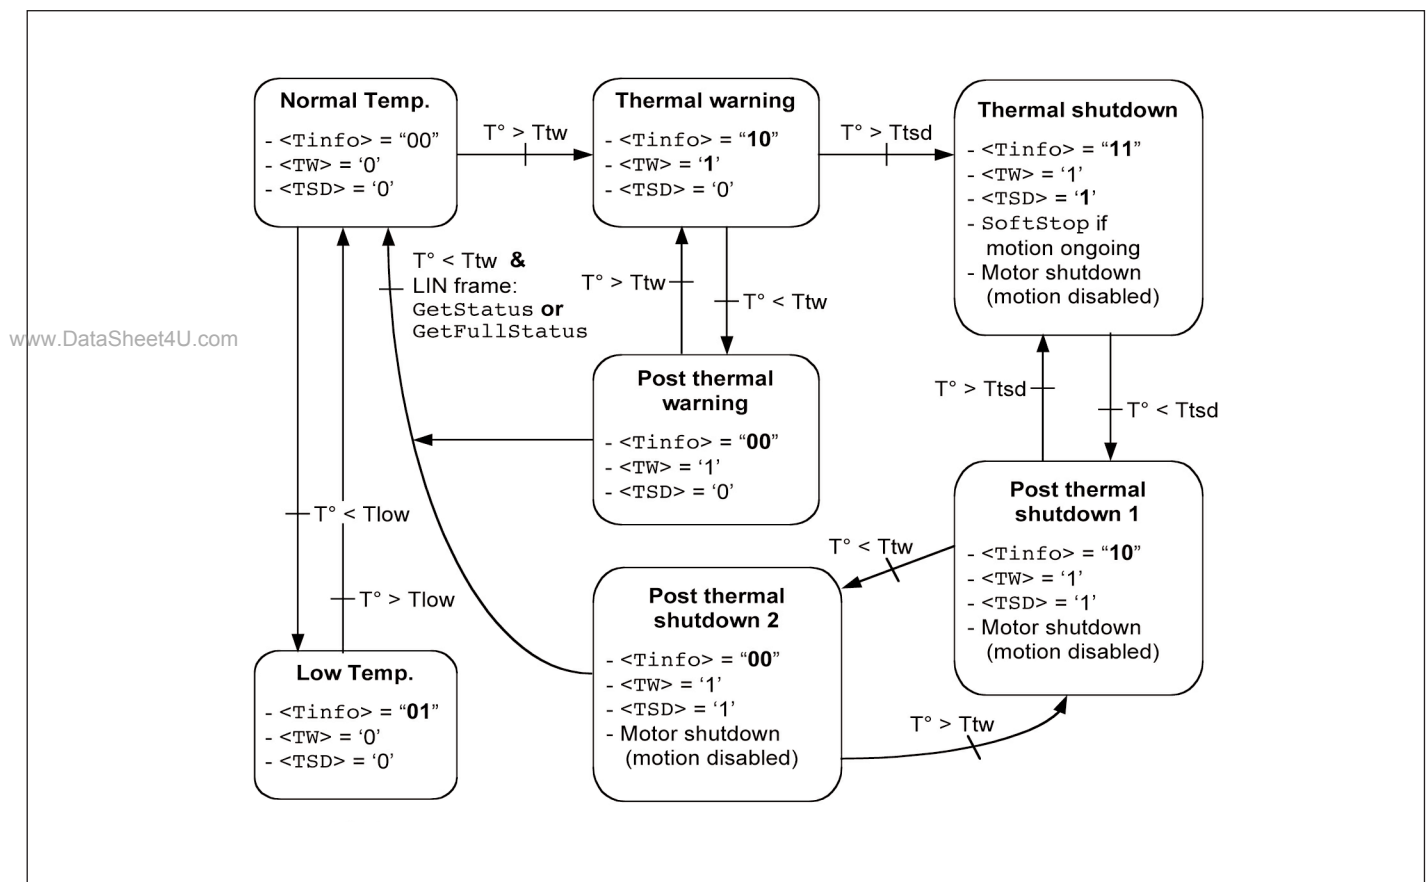 Normal Temp.
- <Tinfo> = “00”
- <TW> = ‘0’
- <TSD> = ‘0’
T° > Ttw
Thermal warning
- <Tinfo> = “10”
- <TW> = ‘1’
- <TSD> = ‘0’
T° > Ttsd
Thermal shutdown
- <Tinfo> = “11”
- <TW> = ‘1’
- <TSD> = ‘1’
- SoftStop if
motion ongoing
- Motor shutdown
(motion disabled)
T° < Ttw &
LIN frame:
GetStatus or
GetFullStatus
T° > Ttw
T° < Ttw
www.DataSheet4U.com
Post thermal
warning
- <Tinfo> = “00”
- <TW> = ‘1’
- <TSD> = ‘0’
T° > Ttsd
T° < Ttsd
Post thermal
shutdown 1
- <Tinfo> = “10”
- <TW> = ‘1’
- <TSD> = ‘1’
- Motor shutdown
(motion disabled)
T° < Tlow
T° > Tlow
T° < Ttw
Post thermal
shutdown 2
- <Tinfo> = “00”
- <TW> = ‘1’
- <TSD> = ‘1’
- Motor shutdown
(motion disabled)
T° > Ttw
Low Temp.
- <Tinfo> = “01”
- <TW> = ‘0’
- <TSD> = ‘0’